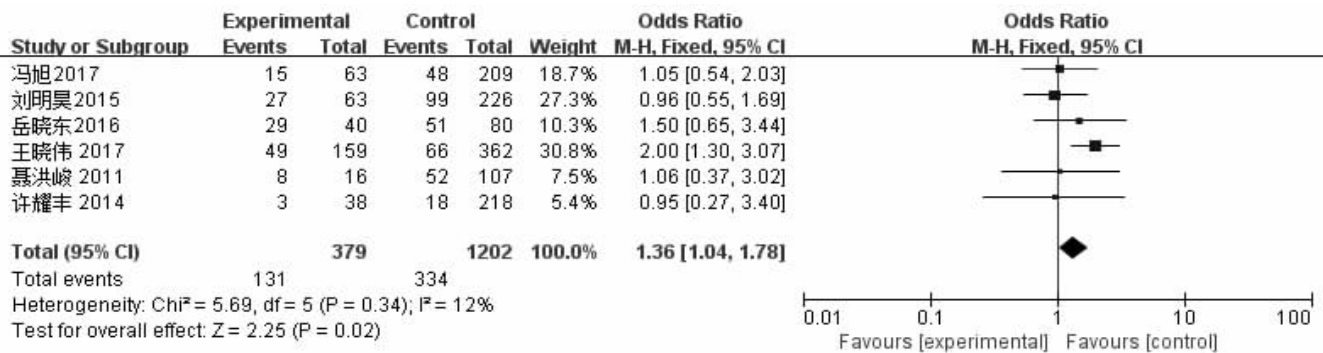 Experimental Control Odds Ratio Odds Ratio
Study or Subgroup Events Total Events Total Weight M-H, Fixed, 95% CI M-H, Fixed, 95% CI
冯旭2017 15 63 48 209 18.7% 1.05 [0.54, 2.03]
刘明昊2015 27 63 99 226 27.3% 0.96 [0.55, 1.69]
岳晓东2016 29 40 51 80 10.3% 1.50 [0.65, 3.44]
王晓伟 2017 49 159 66 362 30.8% 2.00 [1.30, 3.07]
聂洪峻 2011 8 16 52 107 7.5% 1.06 [0.37, 3.02]
许耀丰 2014 3 38 18 218 5.4% 0.95 [0.27, 3.40]
Total (95% CI) 379 1202 100.0% 1.36 [1.04, 1.78]
Total events 131 334
Heterogeneity: Chi² = 5.69, df = 5 (P = 0.34); I² = 12%
Test for overall effect: Z = 2.25 (P = 0.02)
0.01 0.1 1 10 100
Favours [experimental] Favours [control]